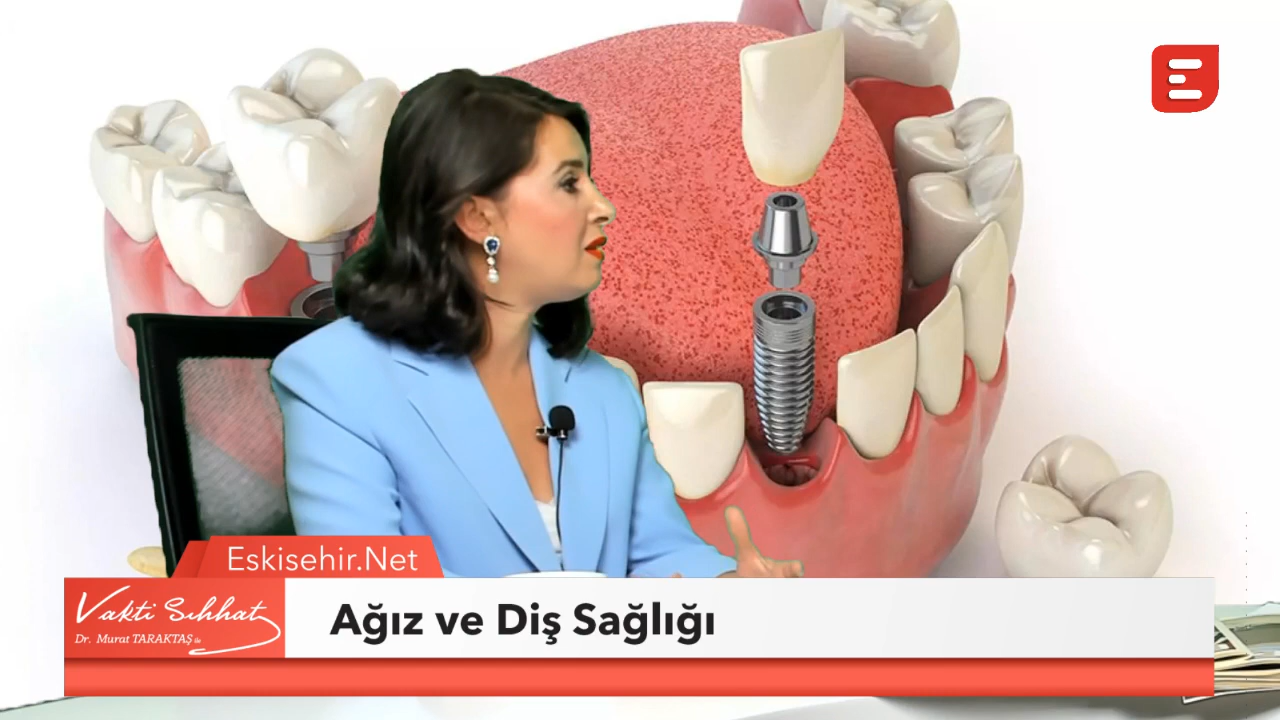 Eskisehir.Net
Vakti Sıhhat
Dr. Murat TARAKTAŞ ile
Ağız ve Diş Sağlığı